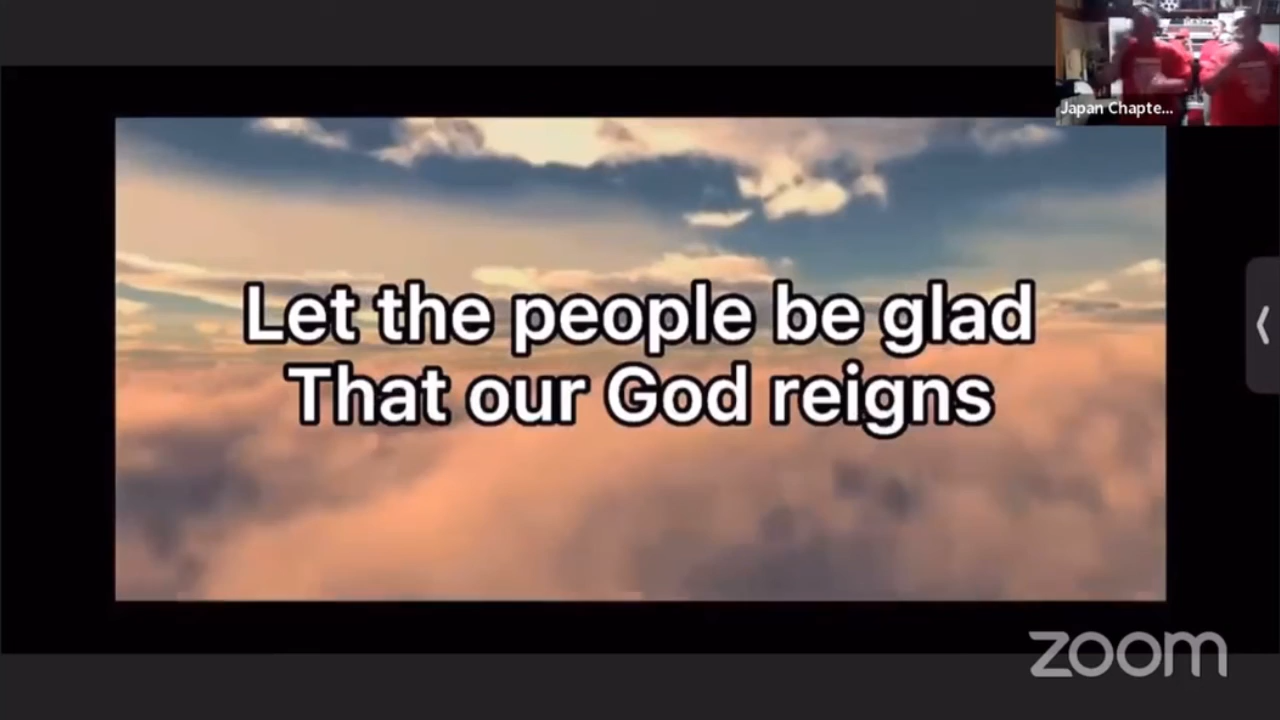 Japan Chapte...
Let the people be glad
That our God reigns
zoom